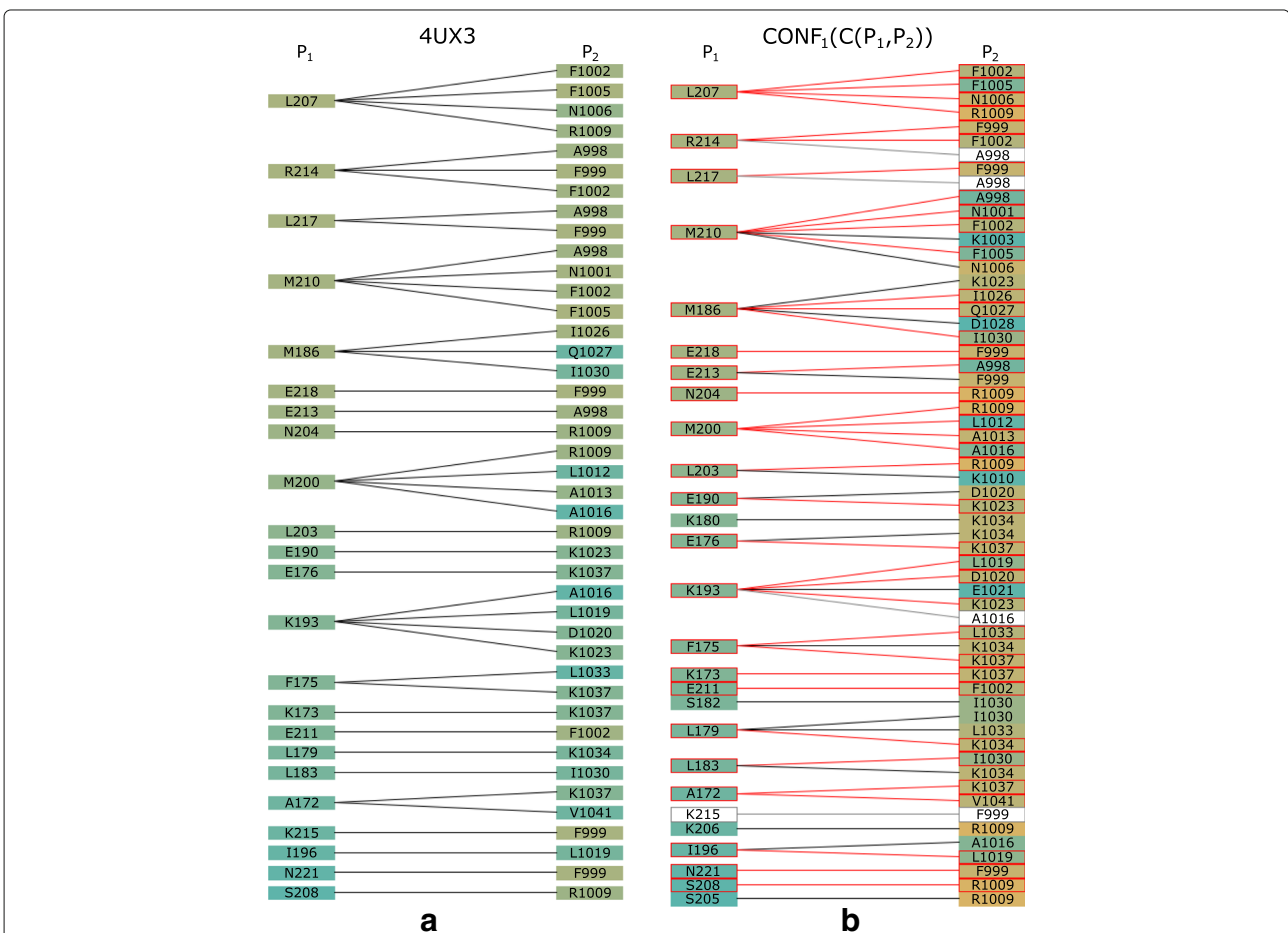 4UX3
P1
P2
L207
F1002
F1005
N1006
R1009
R214
A998
F999
F1002
L217
A998
F999
M210
A998
N1001
F1002
F1005
M186
I1026
Q1027
I1030
E218
F999
E213
A998
N204
R1009
M200
R1009
L1012
A1013
A1016
L203
R1009
E190
K1023
E176
K1037
K193
A1016
L1019
D1020
K1023
F175
L1033
K1037
K173
K1037
E211
F1002
L179
K1034
L183
I1030
A172
K1037
V1041
K215
F999
I196
L1019
N221
F999
S208
R1009
a
CONF1(C(P1,P2))
P1
P2
L207
F1002
F1005
N1006
R1009
R214
F999
F1002
A998
L217
F999
A998
M210
A998
N1001
F1002
K1003
F1005
N1006
M186
K1023
I1026
Q1027
D1028
I1030
E218
F999
E213
A998
F999
N204
R1009
M200
R1009
L1012
A1013
A1016
L203
R1009
K1010
E190
D1020
K1023
K180
K1034
E176
K1034
K1037
K193
L1019
D1020
E1021
K1023
A1016
F175
L1033
K1034
K1037
K173
K1037
E211
F1002
S182
I1030
L179
I1030
L1033
K1034
L183
I1030
K1034
A172
K1037
V1041
K215
F999
K206
R1009
I196
A1016
L1019
N221
F999
S208
R1009
S205
R1009
b